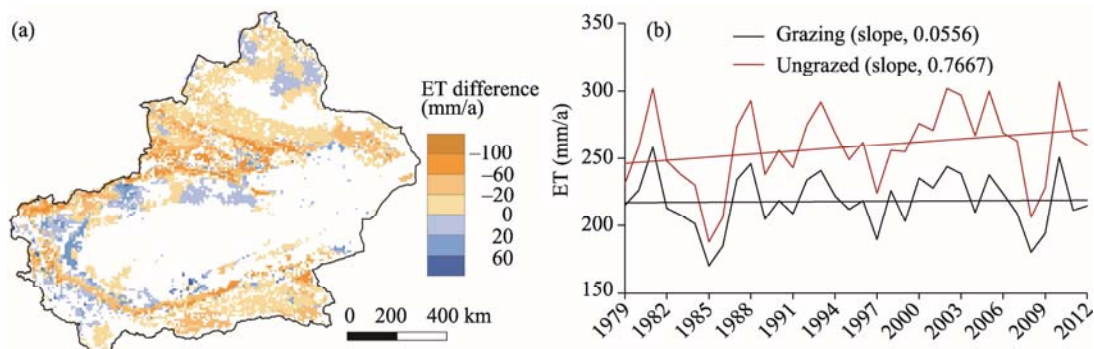 (a)
ET difference
(mm/a)
–100
–60
–20
0
20
60
0 200 400 km
(b)
350
300
250
200
150
ET (mm/a)
Grazing (slope, 0.0556)
Ungrazed (slope, 0.7667)
1979 1982 1985 1988 1991 1994 1997 2000 2003 2006 2009 2012